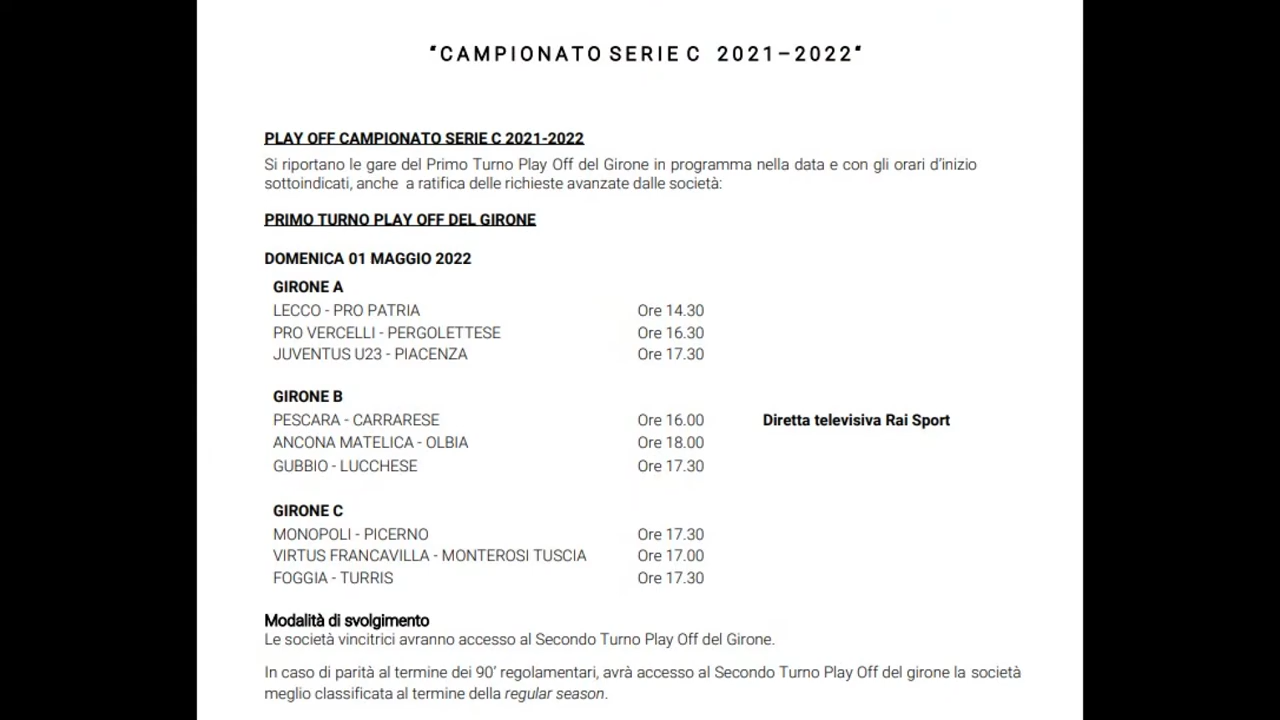 "CAMPIONATO SERIE C 2021–2022"
PLAY OFF CAMPIONATO SERIE C 2021-2022
Si riportano le gare del Primo Turno Play Off del Girone in programma nella data e con gli orari d'inizio
sottoindicati, anche a ratifica delle richieste avanzate dalle società:
PRIMO TURNO PLAY OFF DEL GIRONE
DOMENICA 01 MAGGIO 2022
GIRONE A
LECCO - PRO PATRIA Ore 14.30
PRO VERCELLI - PERGOLETTESE Ore 16.30
JUVENTUS U23 - PIACENZA Ore 17.30
GIRONE B
PESCARA - CARRARESE Ore 16.00 Diretta televisiva Rai Sport
ANCONA MATELICA - OLBIA Ore 18.00
GUBBIO - LUCCHESE Ore 17.30
GIRONE C
MONOPOLI - PICERNO Ore 17.30
VIRTUS FRANCAVILLA - MONTEROSI TUSCIA Ore 17.00
FOGGIA - TURRIS Ore 17.30
Modalità di svolgimento
Le società vincitrici avranno accesso al Secondo Turno Play Off del Girone.
In caso di parità al termine dei 90' regolamentari, avrà accesso al Secondo Turno Play Off del girone la società
meglio classificata al termine della regular season.